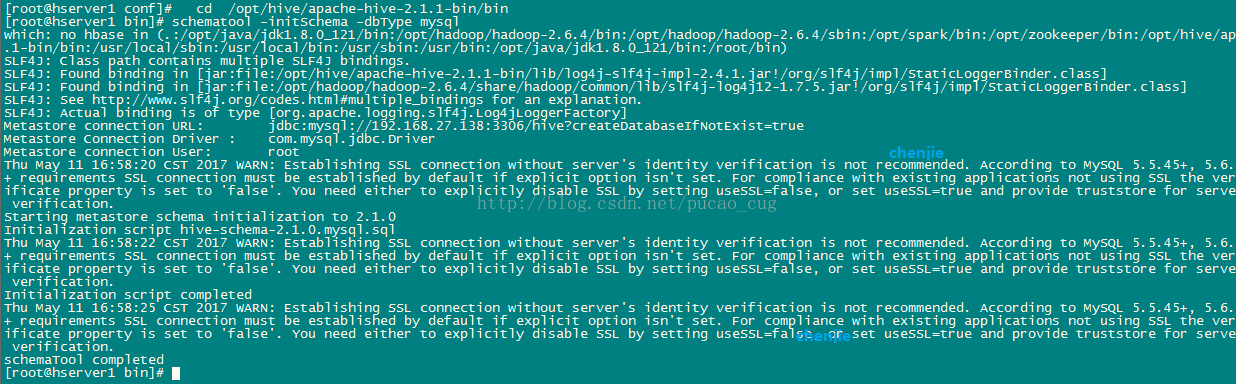 [root@hserver1 conf]#   cd  /opt/hive/apache-hive-2.1.1-bin/bin
[root@hserver1 bin]# schematool -initSchema -dbType mysql
which: no hbase in (.:/opt/java/jdk1.8.0_121/bin:/opt/hadoop/hadoop-2.6.4/bin:/opt/hadoop/hadoop-2.6.4/sbin:/opt/spark/bin:/opt/zookeeper/bin:/opt/hive/ap
.1-bin/bin:/usr/local/sbin:/usr/local/bin:/usr/sbin:/usr/bin:/opt/java/jdk1.8.0_121/bin:/root/bin)
SLF4J: Class path contains multiple SLF4J bindings.
SLF4J: Found binding in [jar:file:/opt/hive/apache-hive-2.1.1-bin/lib/log4j-slf4j-impl-2.4.1.jar!/org/slf4j/impl/StaticLoggerBinder.class]
SLF4J: Found binding in [jar:file:/opt/hadoop/hadoop-2.6.4/share/hadoop/common/lib/slf4j-log4j12-1.7.5.jar!/org/slf4j/impl/StaticLoggerBinder.class]
SLF4J: See http://www.slf4j.org/codes.html#multiple_bindings for an explanation.
SLF4J: Actual binding is of type [org.apache.logging.slf4j.Log4jLoggerFactory]
Metastore connection URL:        jdbc:mysql://192.168.27.138:3306/hive?createDatabaseIfNotExist=true
Metastore Connection Driver :    com.mysql.jdbc.Driver
Metastore connection User:       root
chenjie
Thu May 11 16:58:20 CST 2017 WARN: Establishing SSL connection without server's identity verification is not recommended. According to MySQL 5.5.45+, 5.6.
+ requirements SSL connection must be established by default if explicit option isn't set. For compliance with existing applications not using SSL the ver
ificate property is set to 'false'. You need either to explicitly disable SSL by setting useSSL=false, or set useSSL=true and provide truststore for serve
 verification.
http://blog.csdn.net/pucao_cug
Starting metastore schema initialization to 2.1.0
Initialization script hive-schema-2.1.0.mysql.sql
Thu May 11 16:58:22 CST 2017 WARN: Establishing SSL connection without server's identity verification is not recommended. According to MySQL 5.5.45+, 5.6.
+ requirements SSL connection must be established by default if explicit option isn't set. For compliance with existing applications not using SSL the ver
ificate property is set to 'false'. You need either to explicitly disable SSL by setting useSSL=false, or set useSSL=true and provide truststore for serve
 verification.
Initialization script completed
Thu May 11 16:58:25 CST 2017 WARN: Establishing SSL connection without server's identity verification is not recommended. According to MySQL 5.5.45+, 5.6.
+ requirements SSL connection must be established by default if explicit option isn't set. For compliance with existing applications not using SSL the ver
ificate property is set to 'false'. You need either to explicitly disable SSL by setting useSSL=false, or set useSSL=true and provide truststore for serve
chenjie
 verification.
schemaTool completed
[root@hserver1 bin]#